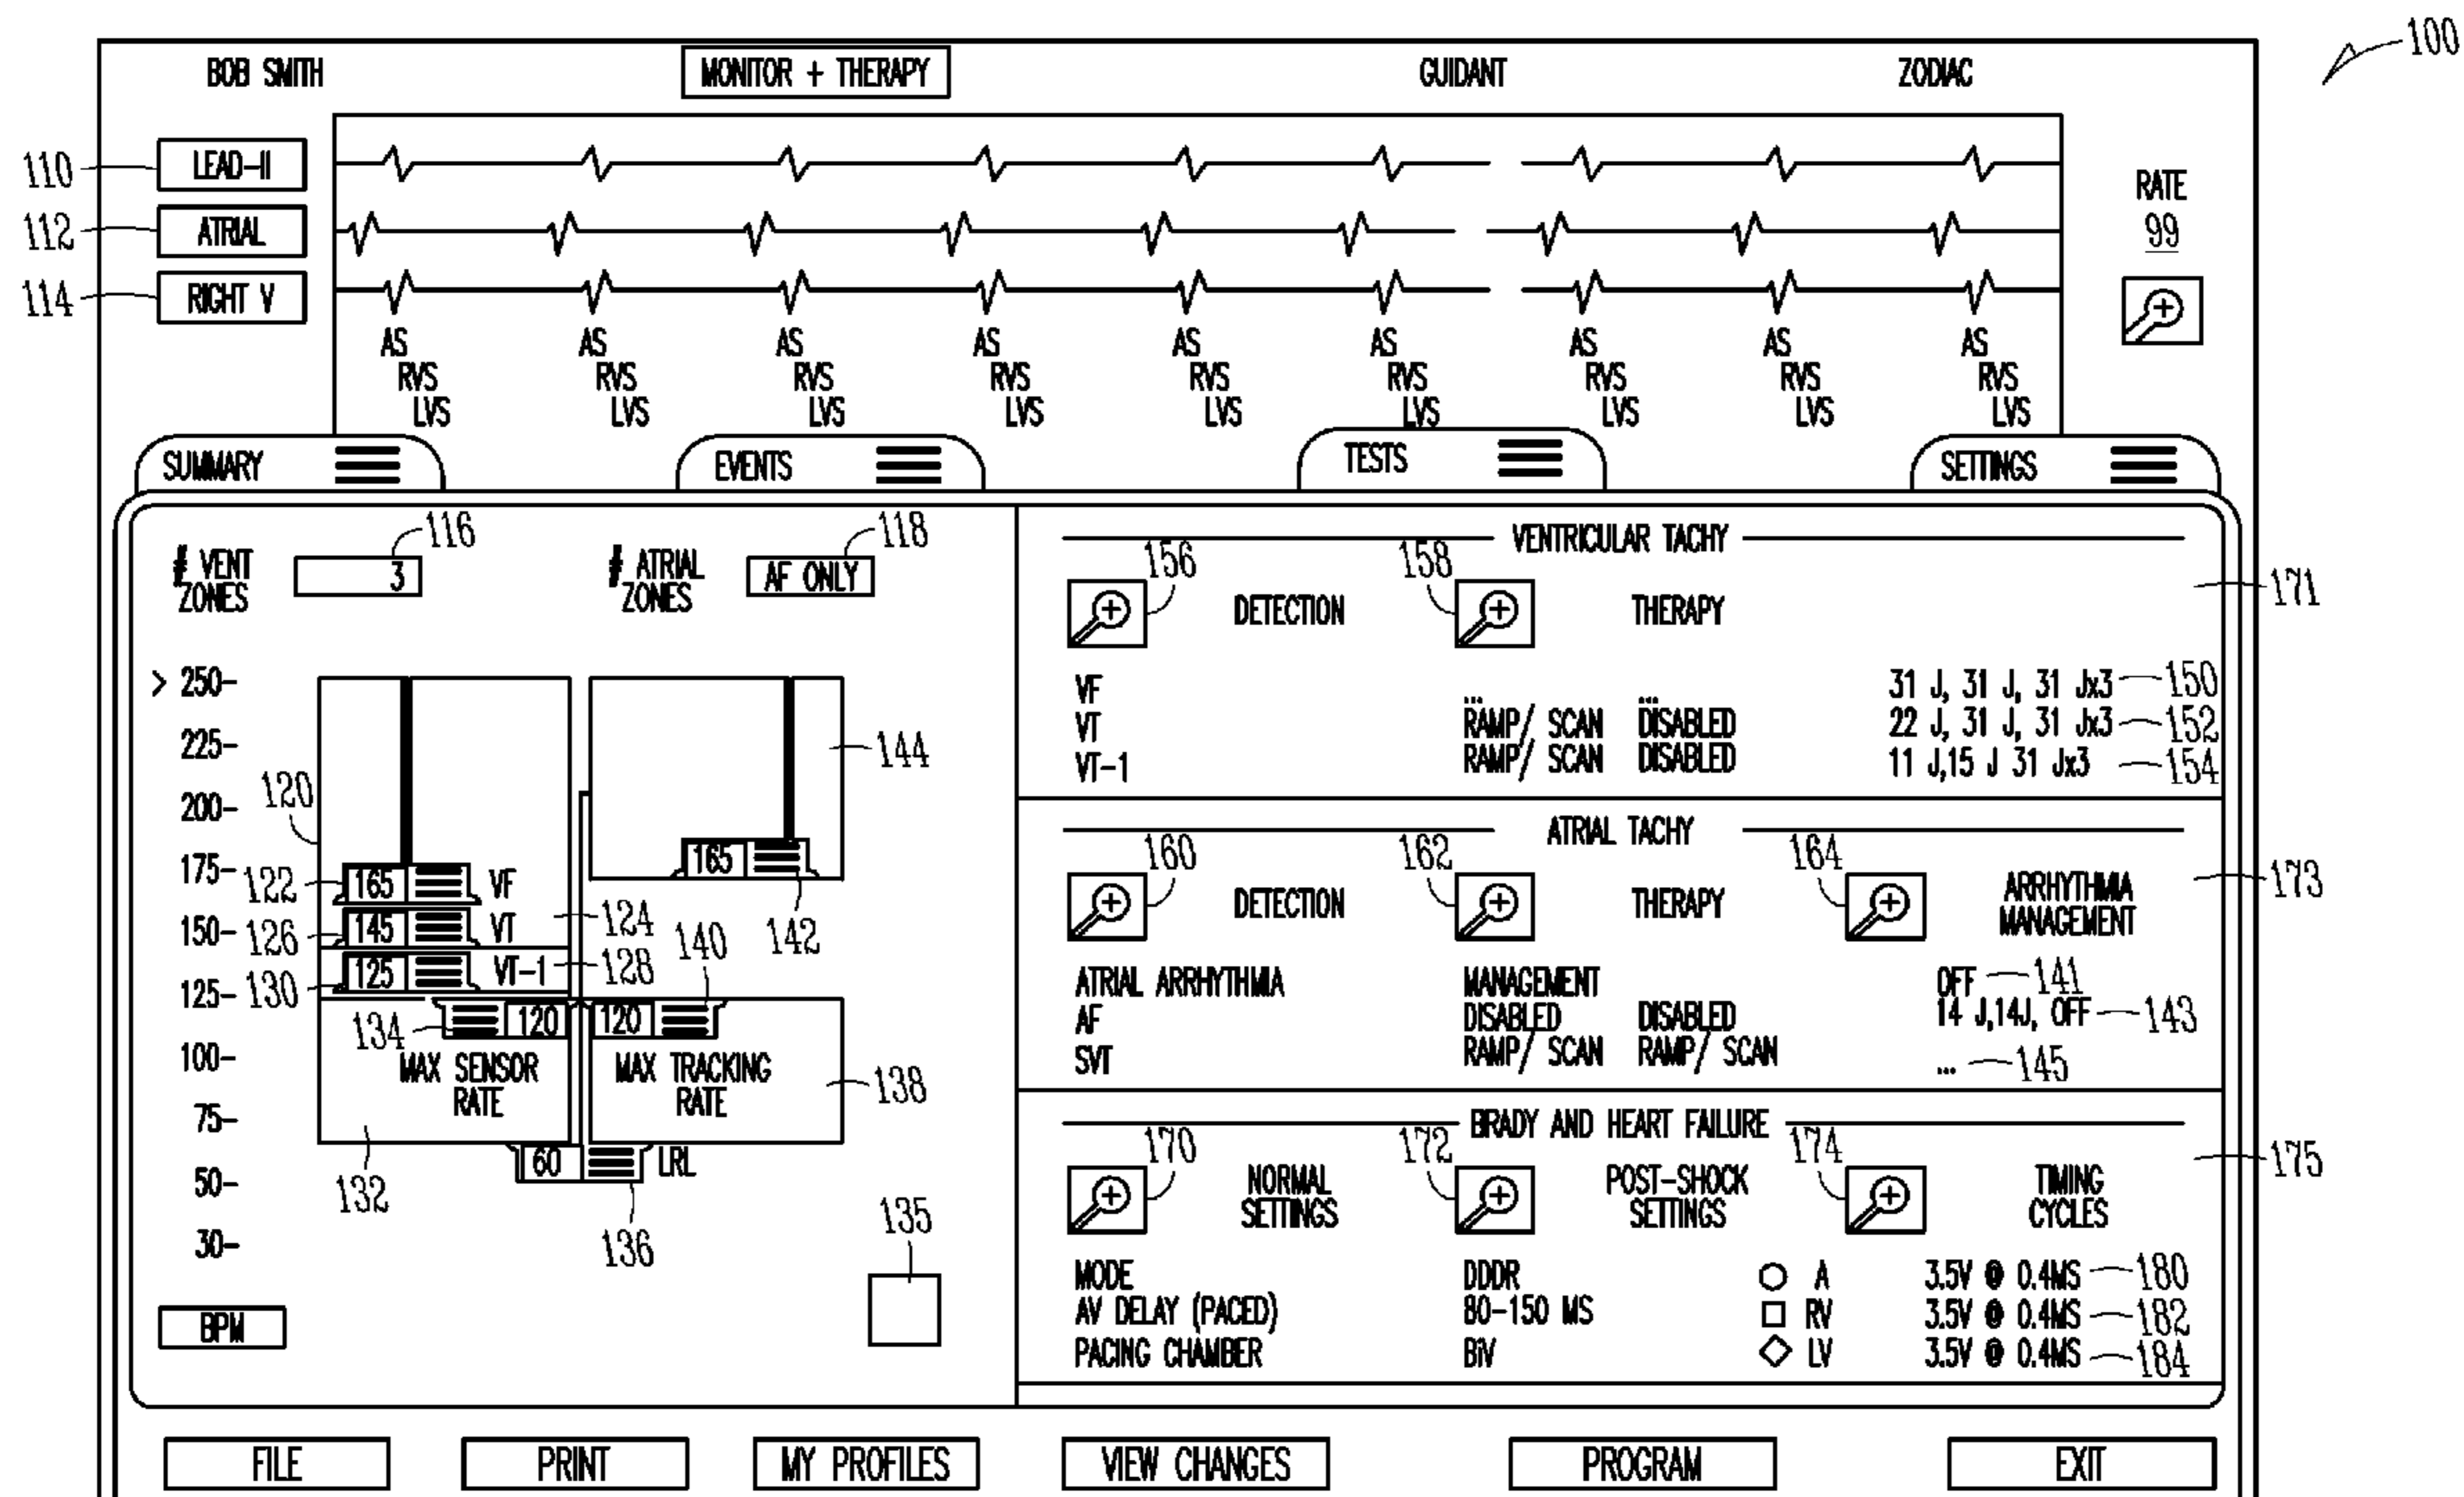 100
BOB SMITH MONITOR + THERAPY GUIDANT ZODIAC
110 LEAD-II
RATE
112 ATRIAL
99
114 RIGHT V
AS AS AS AS AS AS AS AS AS
RVS RVS RVS RVS RVS RVS RVS RVS RVS
LVS LVS LVS LVS LVS LVS LVS LVS LVS
SUMMARY EVENTS TESTS SETTINGS
116 118
# VENT
ZONES
3
# ATRIAL
ZONES
AF ONLY
> 250-
225-
200-
175-
150-
125-
100-
75-
50-
30-
120
144
122 165 VF
165
142
126 145 VT 124
130 125 VT-1 128
140
134 120 120
MAX SENSOR
RATE
MAX TRACKING
RATE
138
132
60 LRL
136
135
BPM
VENTRICULAR TACHY
156 158
171
DETECTION THERAPY
VF ... ... 31 J, 31 J, 31 Jx3 150
VT RAMP/ SCAN DISABLED 22 J, 31 J, 31 Jx3 152
VT-1 RAMP/ SCAN DISABLED 11 J,15 J 31 Jx3 154
ATRIAL TACHY
160 162 164
173
DETECTION THERAPY
ARRHYTHMIA
MANAGEMENT
ATRIAL ARRHYTHMIA MANAGEMENT OFF 141
AF DISABLED DISABLED 14 J,14J, OFF 143
SVT RAMP/ SCAN RAMP/ SCAN ... 145
BRADY AND HEART FAILURE
170 172 174
175
NORMAL
SETTINGS
POST-SHOCK
SETTINGS
TIMING
CYCLES
MODE DDDR A 3.5V @ 0.4MS 180
AV DELAY (PACED) 80-150 MS RV 3.5V @ 0.4MS 182
PACING CHAMBER BiV LV 3.5V @ 0.4MS 184
FILE PRINT MY PROFILES VIEW CHANGES PROGRAM EXIT